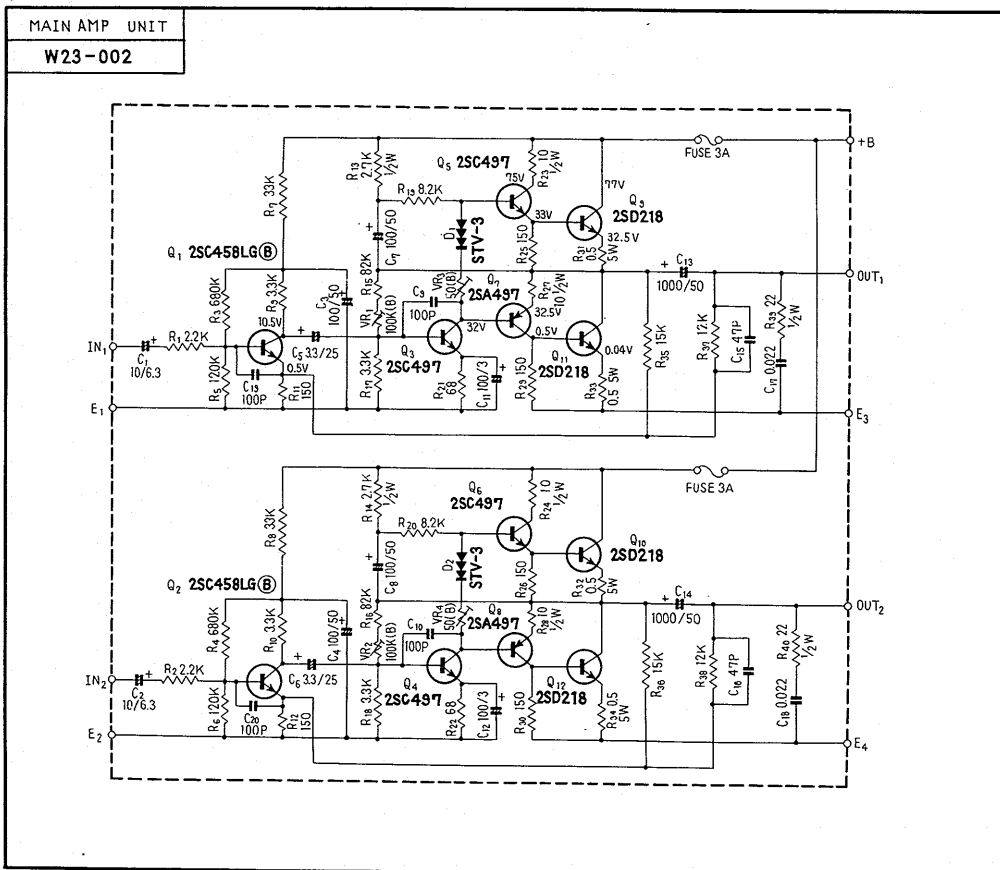 MAIN AMP UNIT
W23-002
+B
FUSE 3A
R13 2.7K 1/2W
Q5 2SC497
75V
R23 10 1/2W
77V
R7 33K
R19 8.2K
33V
Q9 2SD218
C7 100/50
D1 STV-3
R25 150
32.5V
R31 0.5 5W
Q1 2SC458LG(B)
C13 1000/50
OUT1
R3 680K
R9 3.3K
C3 100/50
R15 82K
VR3 50(B)
Q7 2SA497
R27 10 1/2W
VR1 100K(B)
C9 100P
32.5V
10.5V
32V
0.5V
R35 15K
R37 12K
C15 47P
R39 22 1/2W
IN1
C1 10/6.3
R1 2.2K
C5 33/25
Q3 2SC497
Q11 2SD218
0.04V
0.5V
R5 120K
C19 100P
R11 150
R17 3.3K
R21 68
C11 100/3
R29 150
R33 0.5 5W
C17 0.022
E1
E3
FUSE 3A
R14 2.7K 1/2W
Q6 2SC497
R24 10 1/2W
R8 33K
R20 8.2K
Q10 2SD218
C8 100/50
D2 STV-3
R26 150
R32 0.5 5W
Q2 2SC458LG(B)
C14 1000/50
OUT2
R4 680K
R10 3.3K
C4 100/50
R16 82K
VR4 50(B)
Q8 2SA497
R28 10 1/2W
VR2 100K(B)
C10 100P
R36 15K
R38 12K
C16 47P
R40 22 1/2W
IN2
C2 10/6.3
R2 2.2K
C6 33/25
Q4 2SC497
Q12 2SD218
R6 120K
C20 100P
R12 150
R18 3.3K
R22 68
C12 100/3
R30 150
R34 0.5 5W
C18 0.022
E2
E4